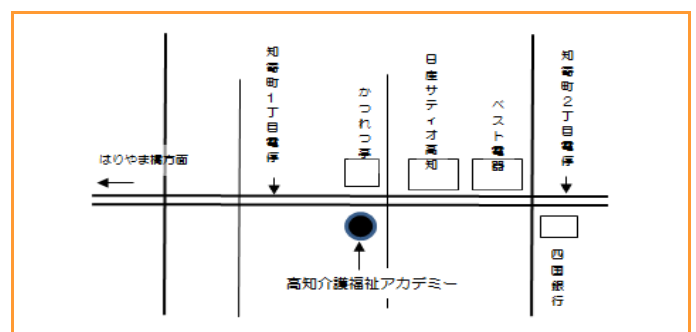 知寄町１丁目電停
かつれつ亭
日産サティオ高知
ベスト電器
知寄町２丁目電停
はりやま橋方面
高知介護福祉アカデミー
四国銀行